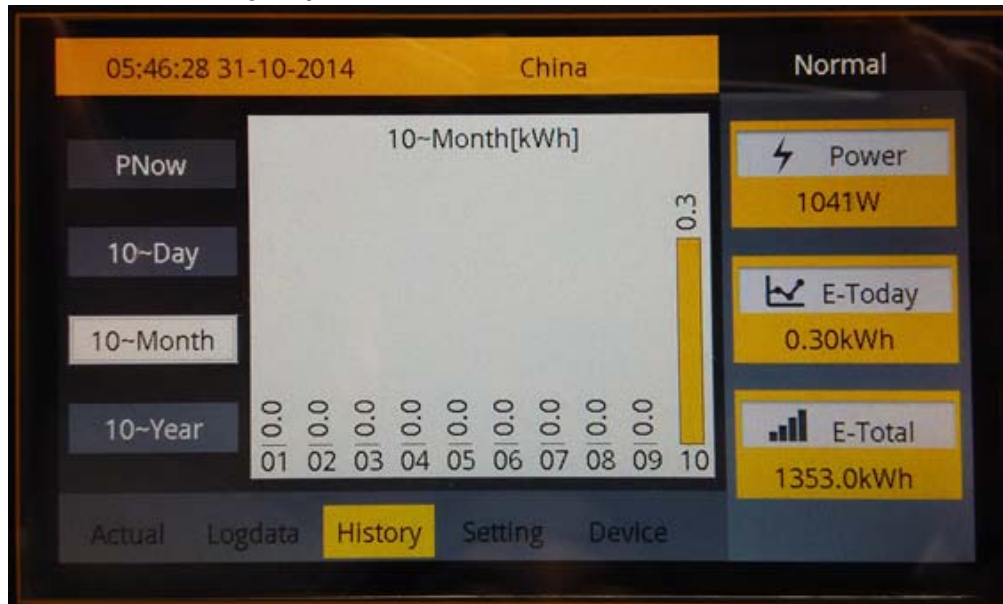 05:46:28 31-10-2014 China Normal
PNow
10~Day
10~Month
10~Year
10~Month[kWh]
0.0 0.0 0.0 0.0 0.0 0.0 0.0 0.0 0.0 0.3
01 02 03 04 05 06 07 08 09 10
Power
1041W
E-Today
0.30kWh
E-Total
1353.0kWh
Actual Logdata History Setting Device